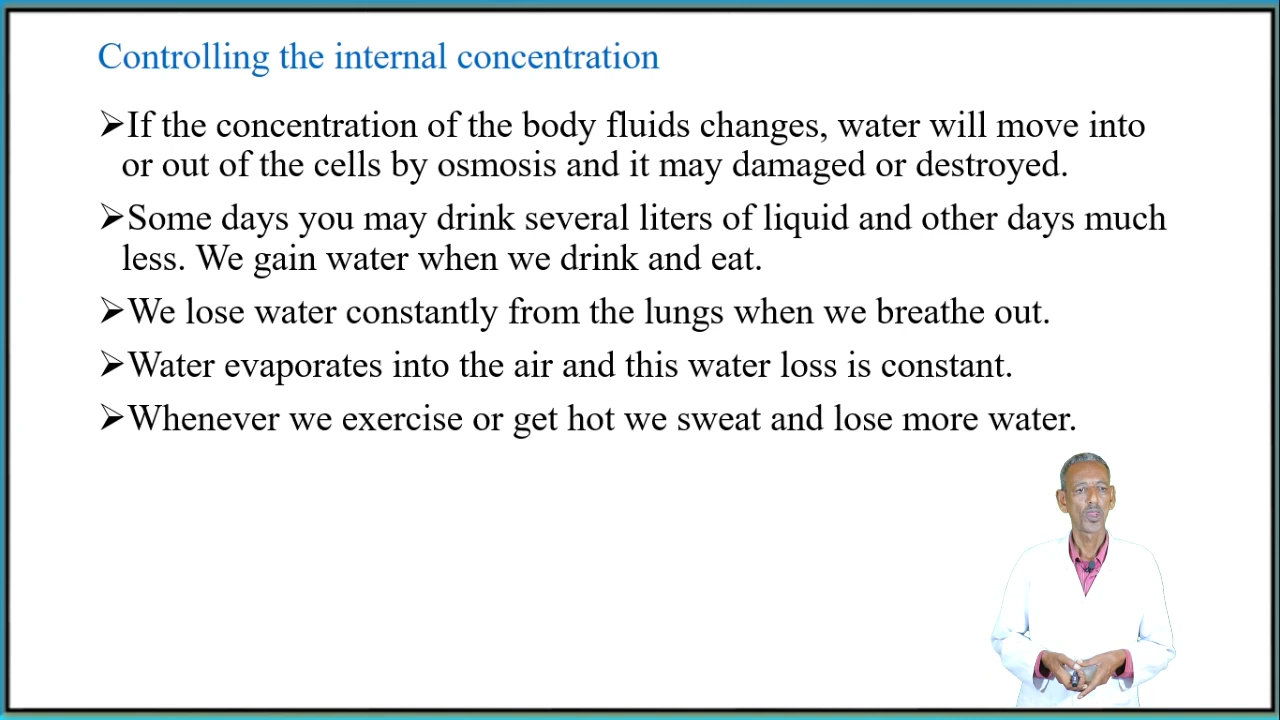 Controlling the internal concentration
➢If the concentration of the body fluids changes, water will move into
or out of the cells by osmosis and it may damaged or destroyed.
➢Some days you may drink several liters of liquid and other days much
less. We gain water when we drink and eat.
➢We lose water constantly from the lungs when we breathe out.
➢Water evaporates into the air and this water loss is constant.
➢Whenever we exercise or get hot we sweat and lose more water.